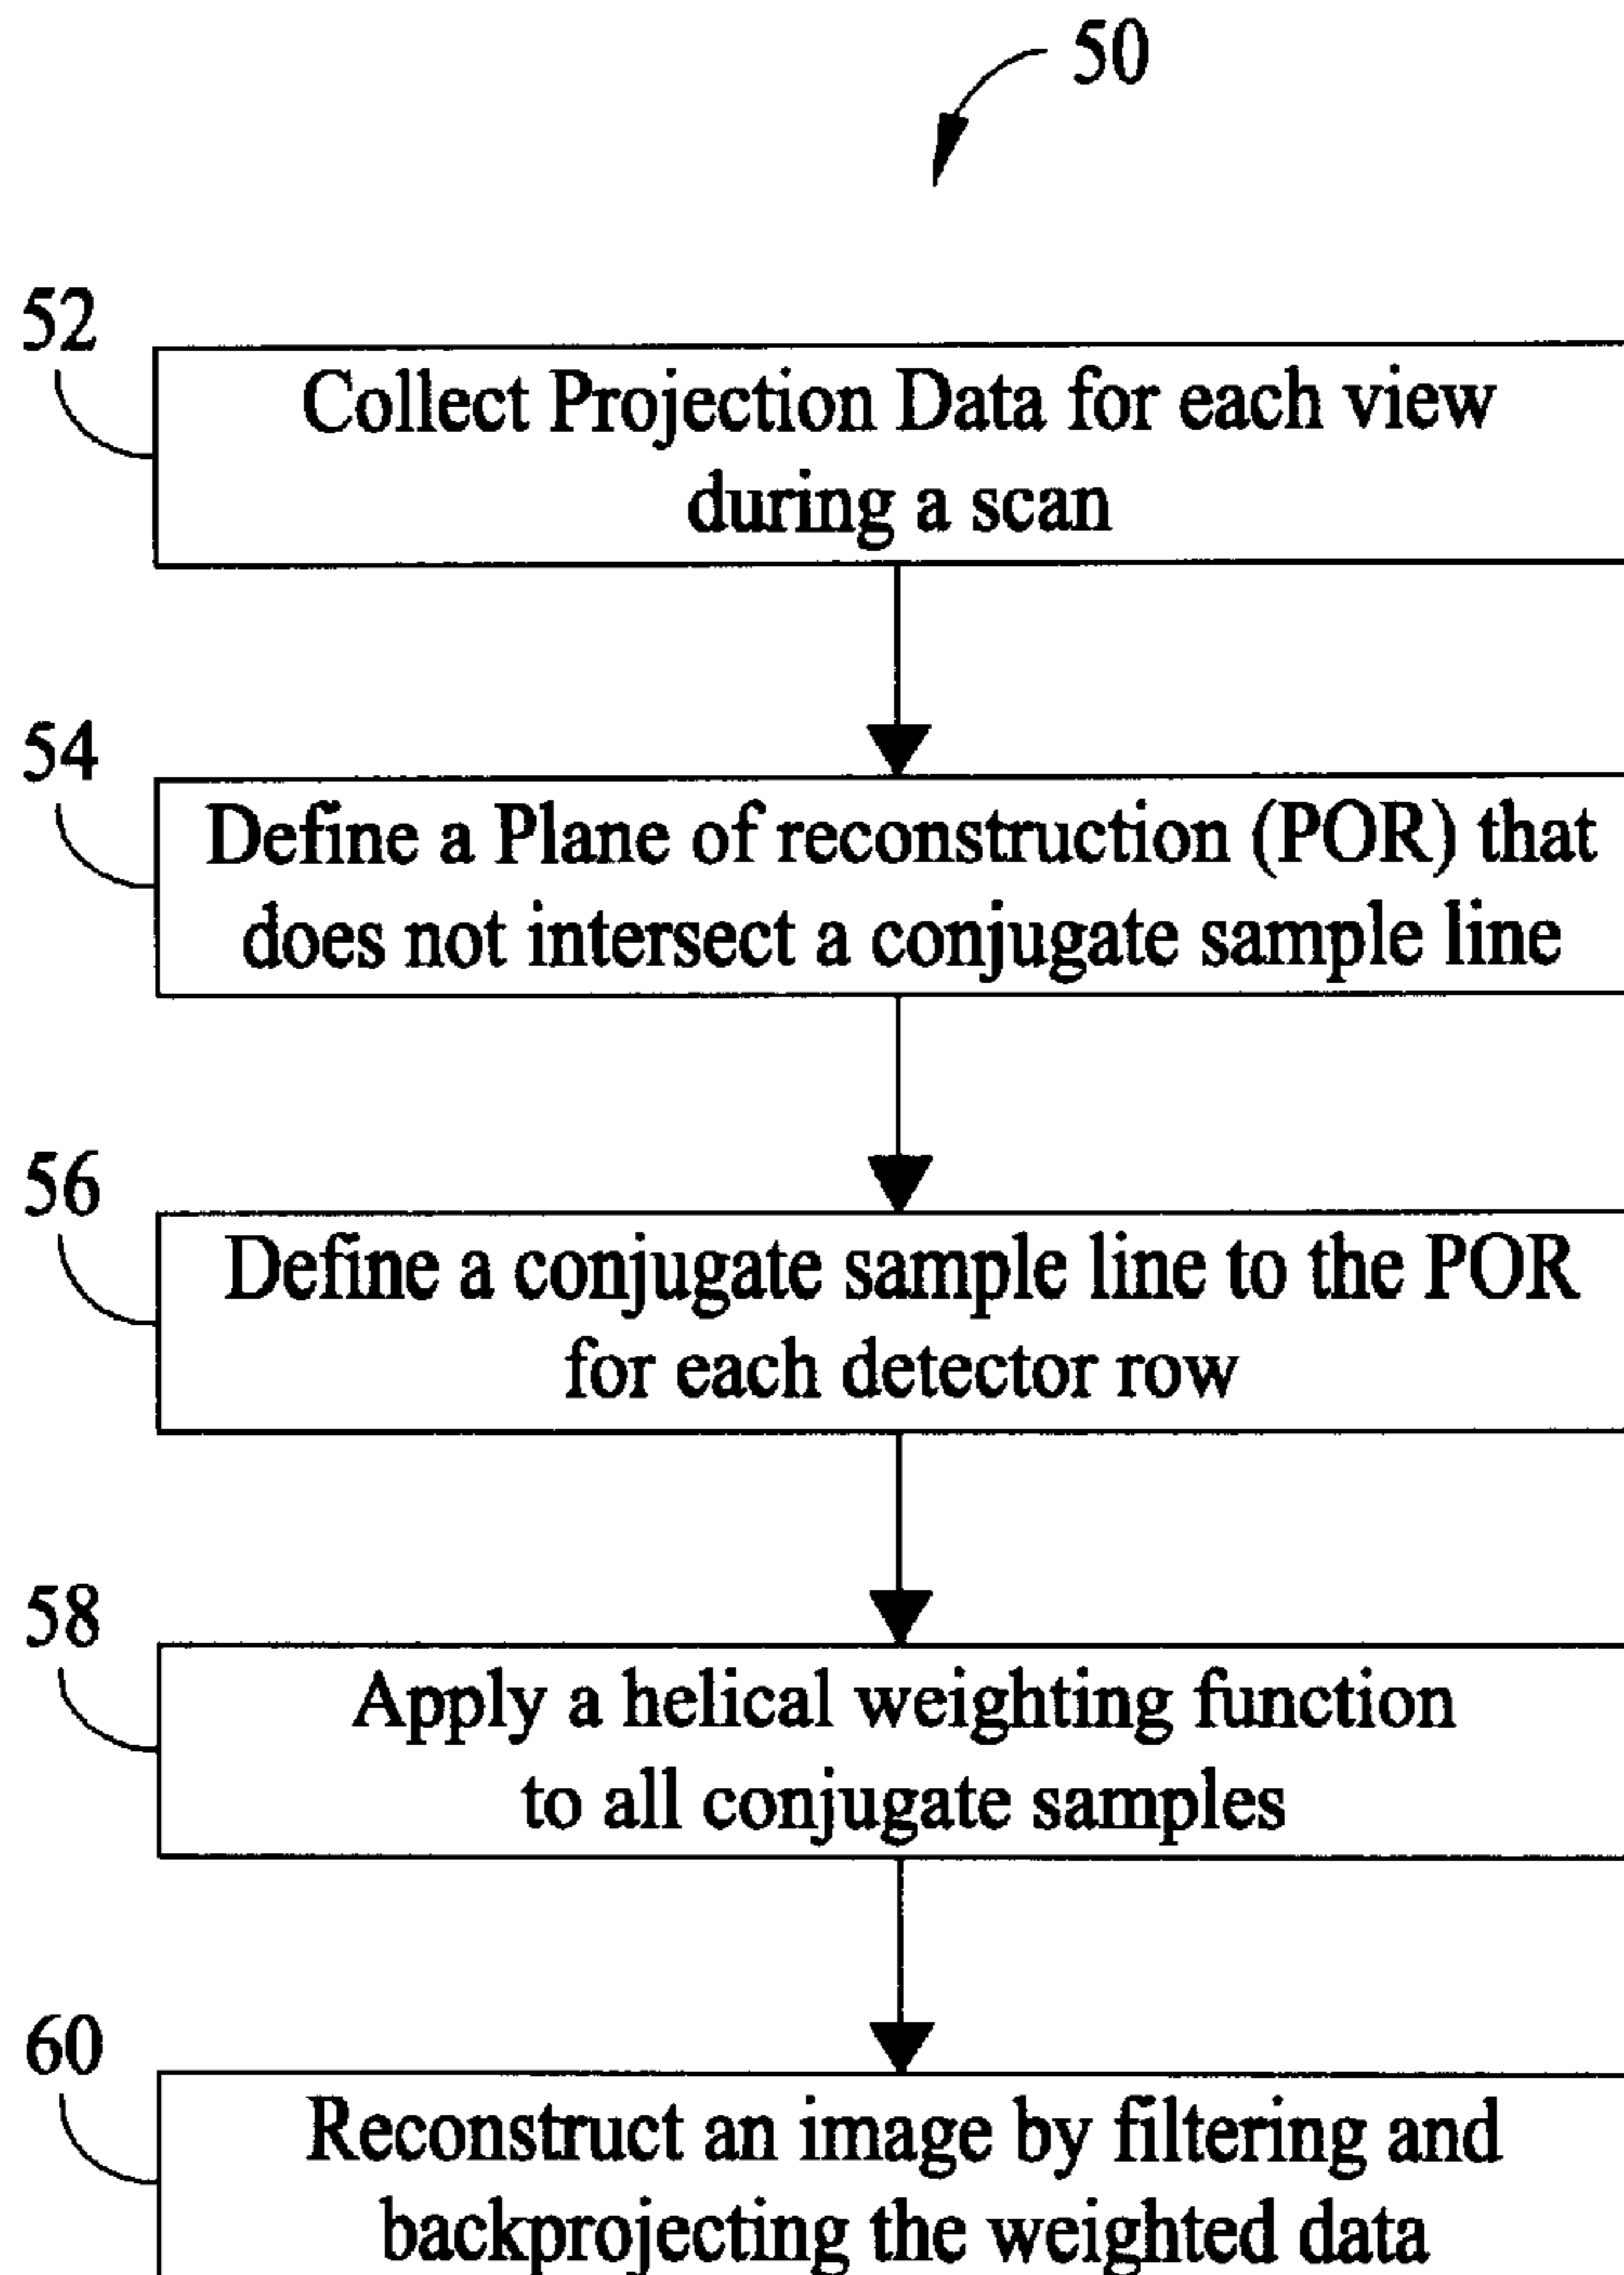 50
52
Collect Projection Data for each view
during a scan
54
Define a Plane of reconstruction (POR) that
does not intersect a conjugate sample line
56
Define a conjugate sample line to the POR
for each detector row
58
Apply a helical weighting function
to all conjugate samples
60
Reconstruct an image by filtering and
backprojecting the weighted data